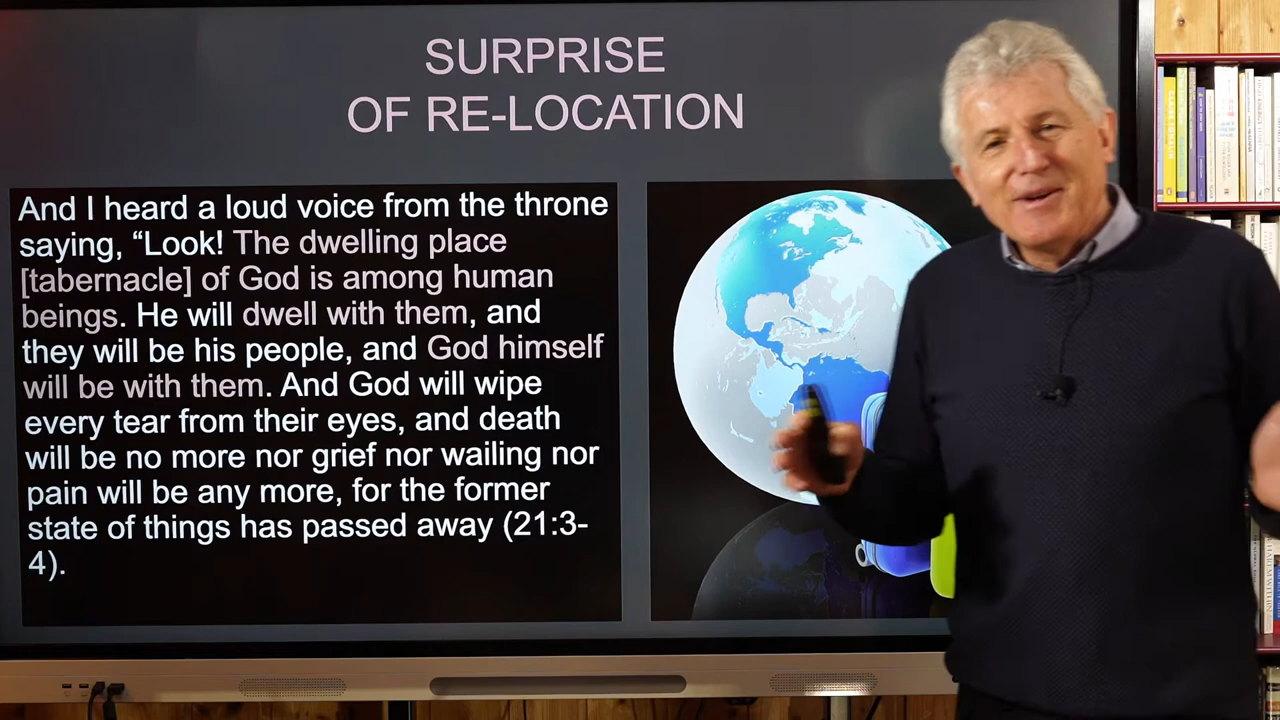 SURPRISE
OF RE-LOCATION
And I heard a loud voice from the throne
saying, “Look! The dwelling place
[tabernacle] of God is among human
beings. He will dwell with them, and
they will be his people, and God himself
will be with them. And God will wipe
every tear from their eyes, and death
will be no more nor grief nor wailing nor
pain will be any more, for the former
state of things has passed away (21:3-
4).